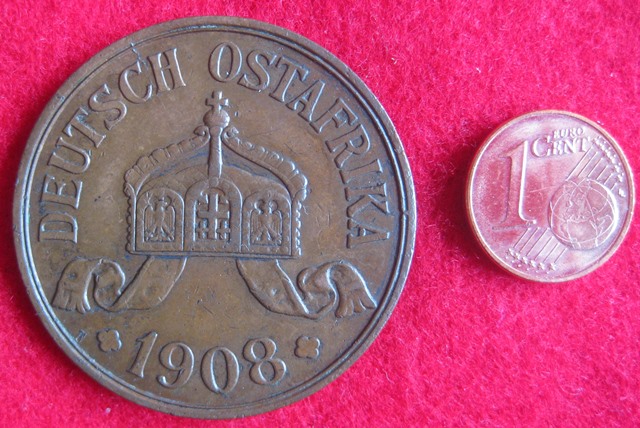 DEUTSCH OSTAFRIKA
1908
1 EURO
CENT